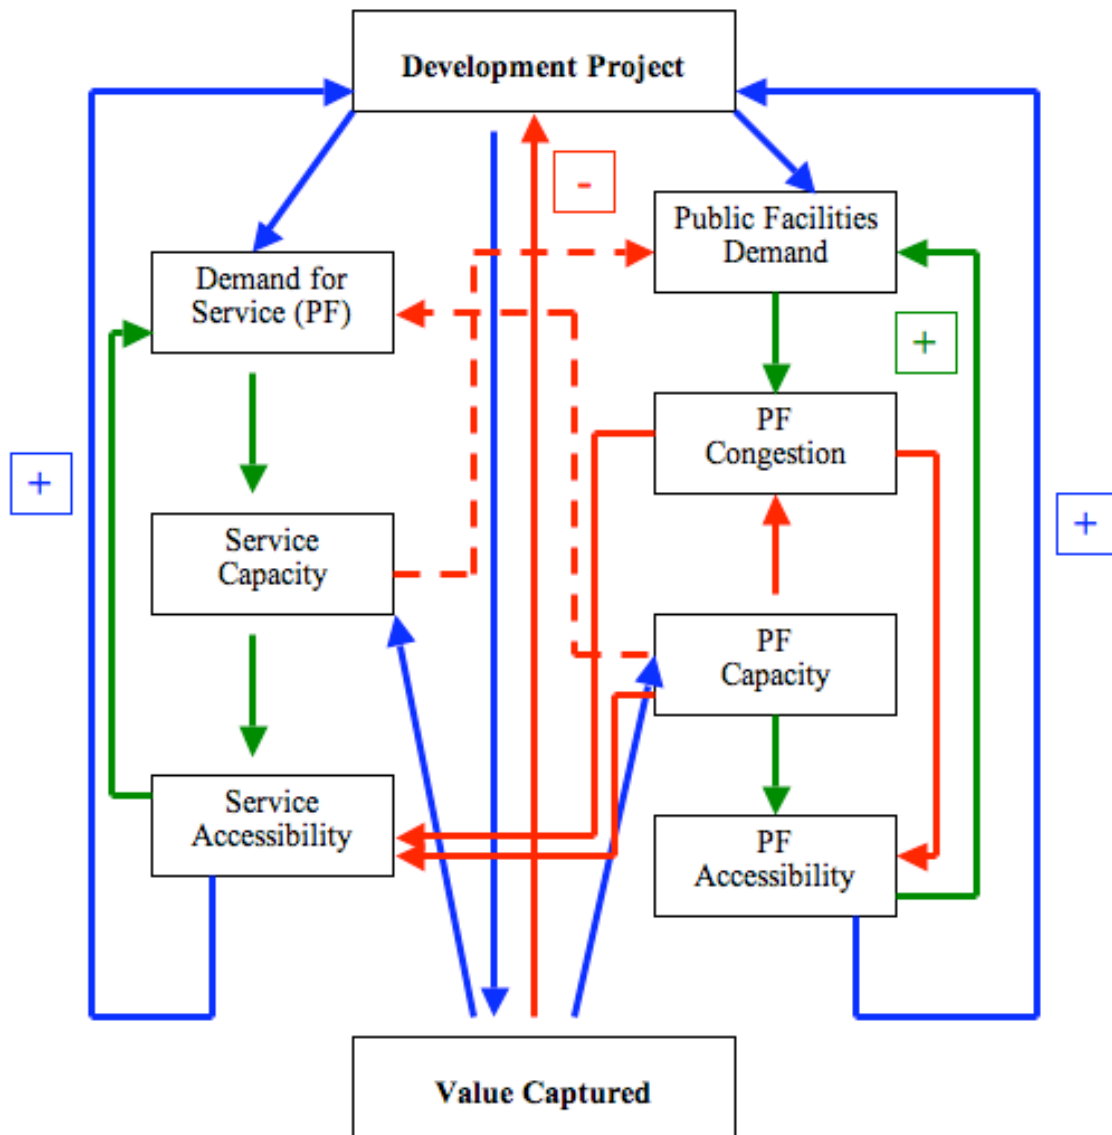 Development Project
-
Public Facilities
Demand
Demand for
Service (PF)
+
PF
Congestion
+
+
Service
Capacity
PF
Capacity
Service
Accessibility
PF
Accessibility
Value Captured